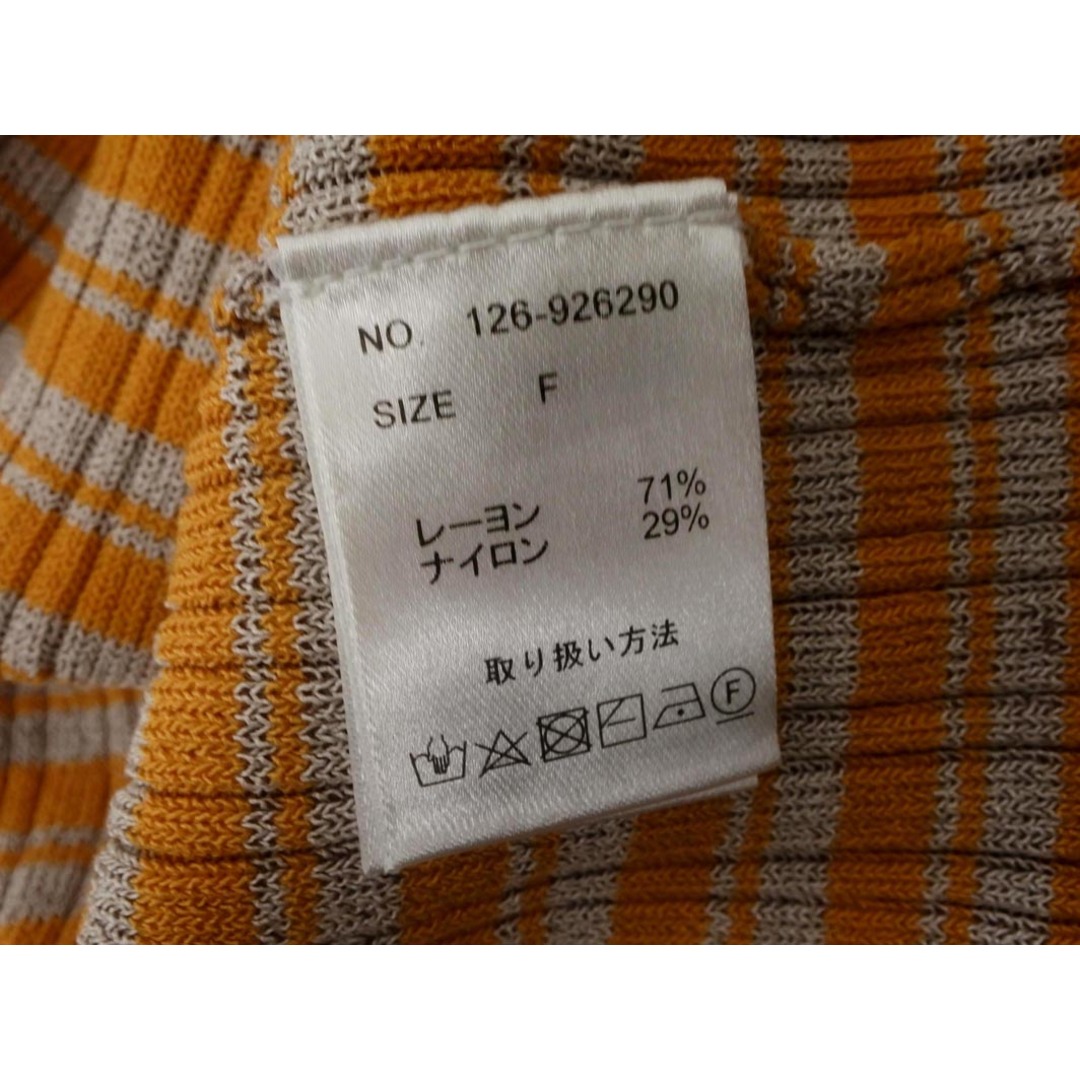 NO. 126-926290
SIZE F
レーヨン 71%
ナイロン 29%
取り扱い方法
F